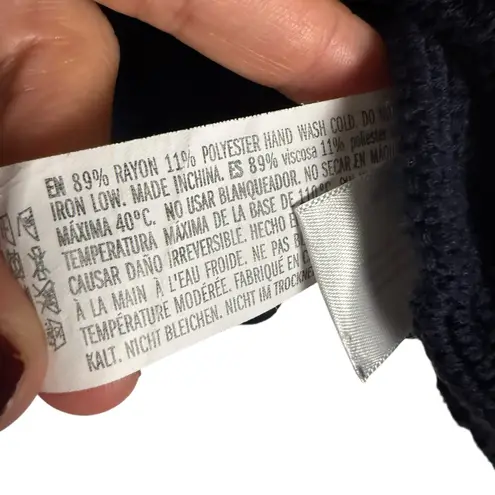 EN 89% RAYON 11% POLYESTER HAND WASH COLD. DO
IRON LOW. MADE INCHINA. ES 89% viscosa 11% poliester
MÁXIMA 40°C. NO USAR BLANQUEADOR. NO SECAR EN
TEMPERATURA MÁXIMA DE LA BASE DE
CAUSAR DAÑO IRREVERSIBLE. HECHO
À LA MAIN À L'EAU FROIDE. NE PAS
TEMPÉRATURE MODÉRÉE. FABRIQUÉ EN
KALT. NICHT BLEICHEN. NICHT IM